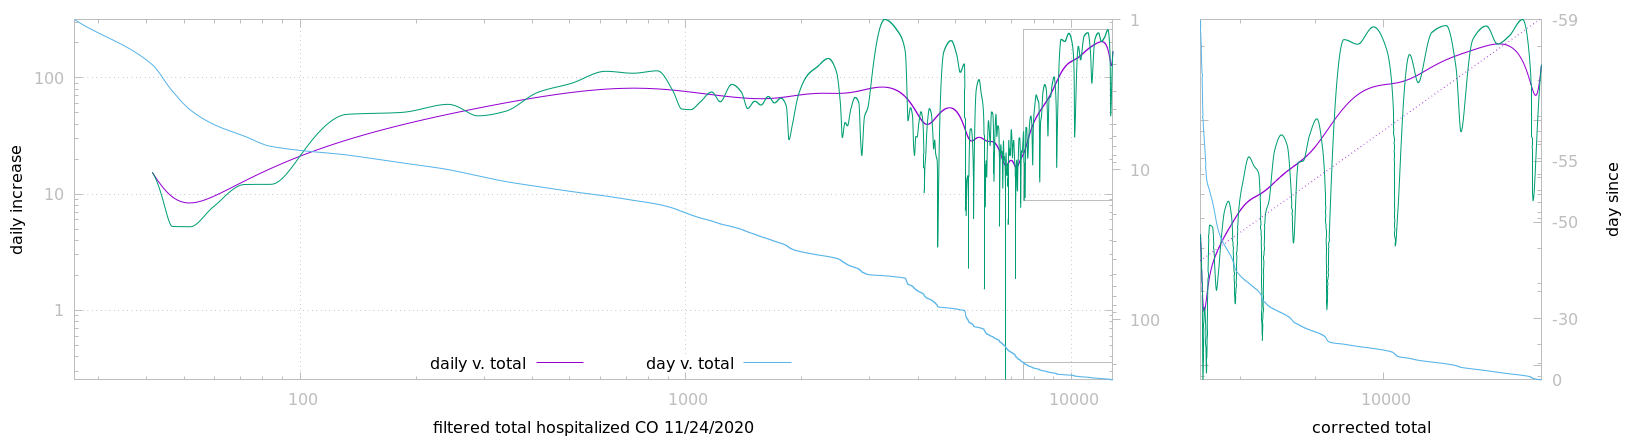 daily increase
100
10
1
1
10
100
daily v. total
day v. total
100
1000
10000
filtered total hospitalized CO 11/24/2020
-59
-55
-50
-30
0
day since
10000
corrected total